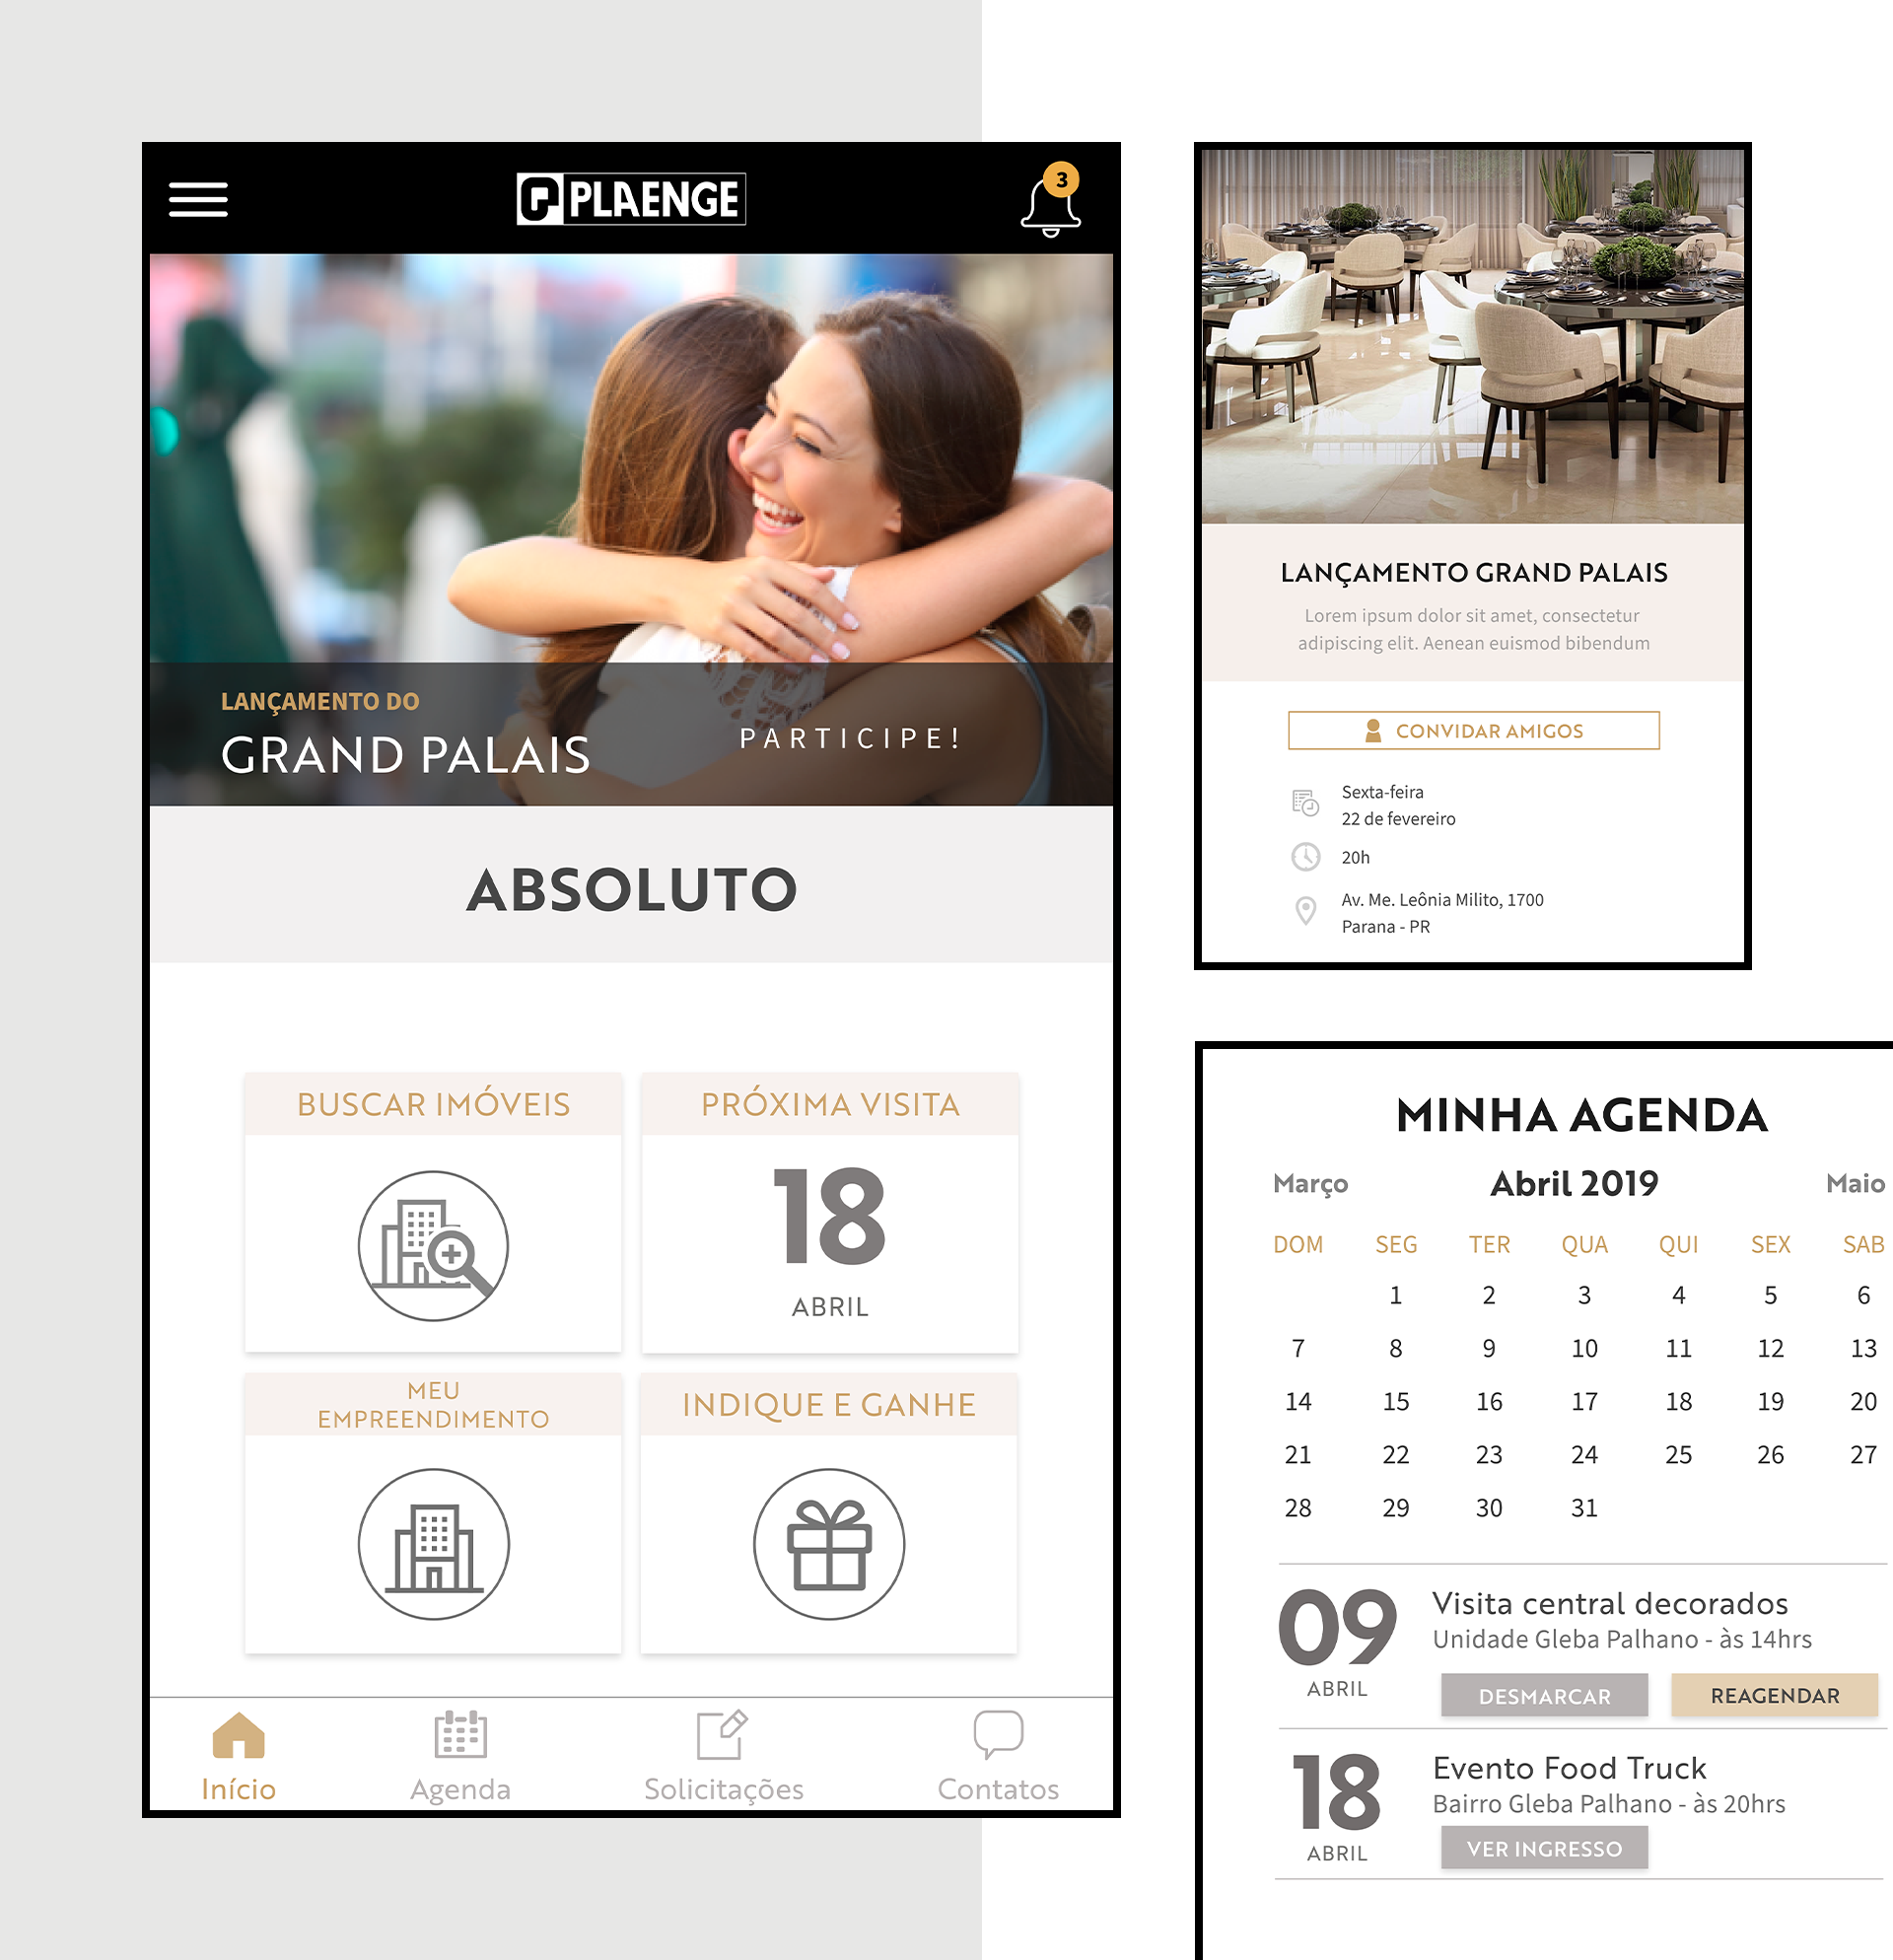 PLAENGE
3
LANÇAMENTO DO
GRAND PALAIS
PARTICIPE!
ABSOLUTO
BUSCAR IMÓVEIS
PRÓXIMA VISITA
18
ABRIL
MEU
EMPREENDIMENTO
INDIQUE E GANHE
Início
Agenda
Solicitações
Contatos
LANÇAMENTO GRAND PALAIS
Lorem ipsum dolor sit amet, consectetur
adipiscing elit. Aenean euismod bibendum
CONVIDAR AMIGOS
Sexta-feira
22 de fevereiro
20h
Av. Me. Leônia Milito, 1700
Parana - PR
MINHA AGENDA
Março Abril 2019 Maio
DOM SEG TER QUA QUI SEX SAB
1 2 3 4 5 6
7 8 9 10 11 12 13
14 15 16 17 18 19 20
21 22 23 24 25 26 27
28 29 30 31
09
ABRIL
Visita central decorados
Unidade Gleba Palhano - às 14hrs
DESMARCAR
REAGENDAR
18
ABRIL
Evento Food Truck
Bairro Gleba Palhano - às 20hrs
VER INGRESSO